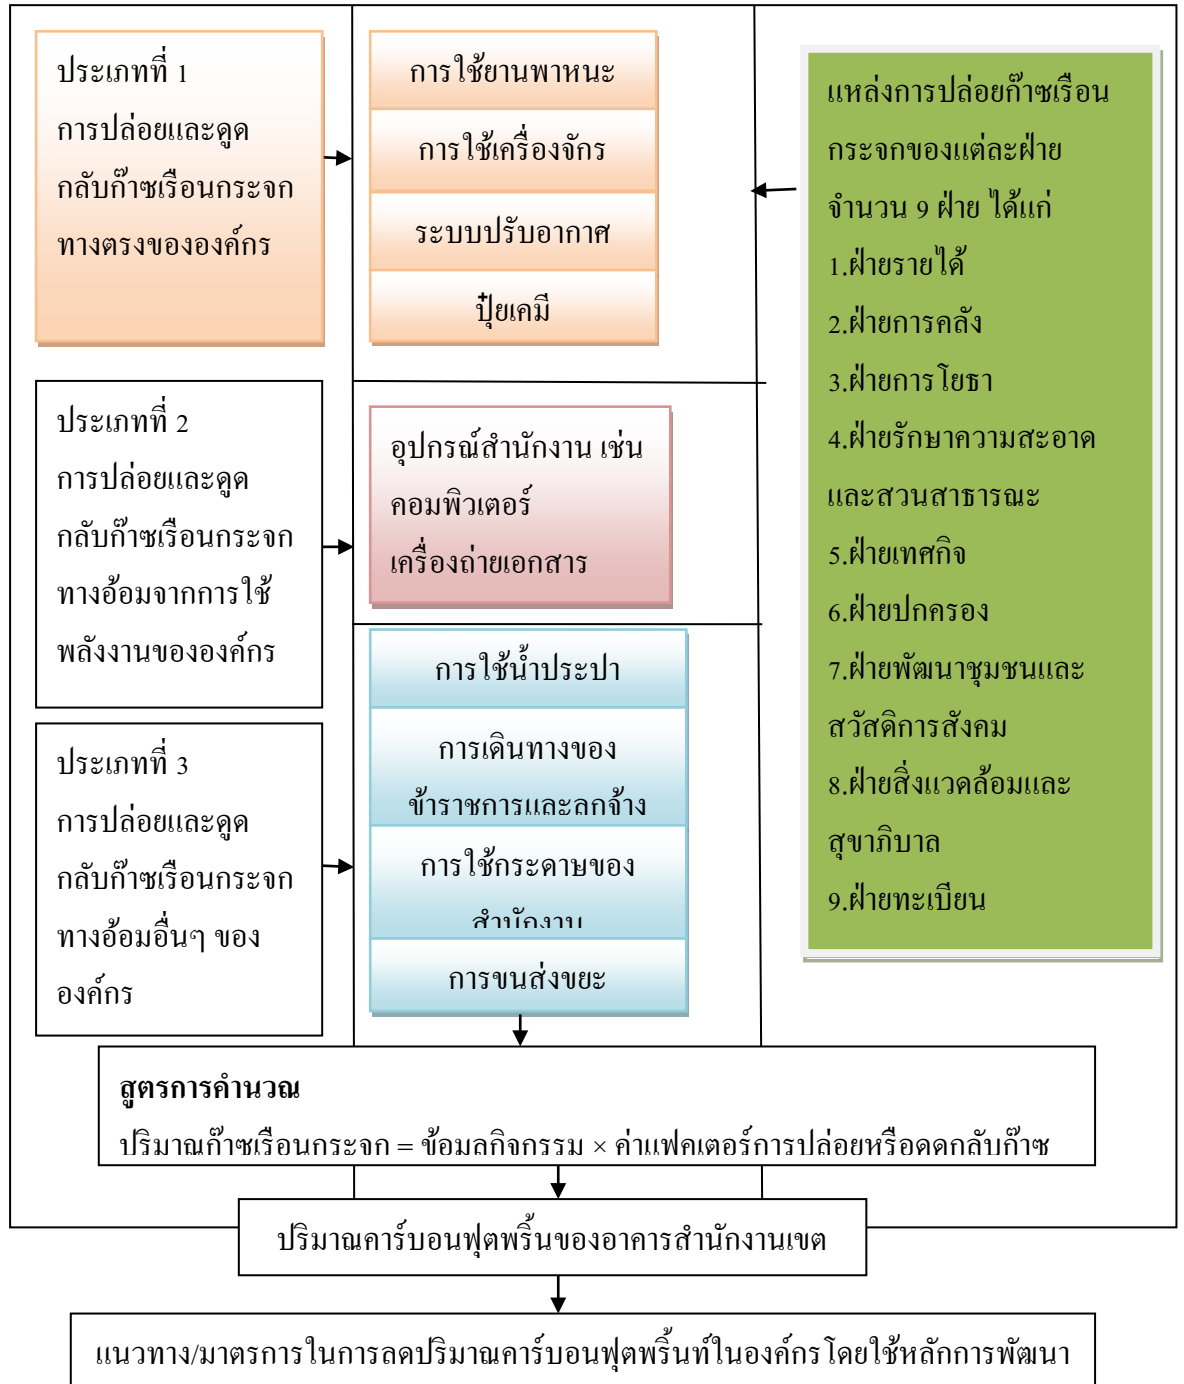 ประเภทที่ 1
การปล่อยและดูด
กลับก๊าซเรือนกระจก
ทางตรงขององค์กร
การใช้ยานพาหนะ
การใช้เครื่องจักร
ระบบปรับอากาศ
ปุ๋ยเคมี
แหล่งการปล่อยก๊าซเรือน
กระจกของแต่ละฝ่าย
จำนวน 9 ฝ่าย ได้แก่
1.ฝ่ายรายได้
2.ฝ่ายการคลัง
3.ฝ่ายการโยธา
4.ฝ่ายรักษาความสะอาด
และสวนสาธารณะ
5.ฝ่ายเทศกิจ
6.ฝ่ายปกครอง
7.ฝ่ายพัฒนาชุมชนและ
สวัสดิการสังคม
8.ฝ่ายสิ่งแวดล้อมและ
สุขาภิบาล
9.ฝ่ายทะเบียน
ประเภทที่ 2
การปล่อยและดูด
กลับก๊าซเรือนกระจก
ทางอ้อมจากการใช้
พลังงานขององค์กร
อุปกรณ์สำนักงาน เช่น
คอมพิวเตอร์
เครื่องถ่ายเอกสาร
ประเภทที่ 3
การปล่อยและดูด
กลับก๊าซเรือนกระจก
ทางอ้อมอื่นๆ ของ
องค์กร
การใช้น้ำประปา
การเดินทางของ
ข้าราชการและลูกจ้าง
การใช้กระดาษของ
สำนักงาน
การขนส่งขยะ
สูตรการคำนวณ
ปริมาณก๊าซเรือนกระจก = ข้อมูลกิจกรรม × ค่าแฟคเตอร์การปล่อยหรือดูดกลับก๊าซ
ปริมาณคาร์บอนฟุตพริ้นของอาคารสำนักงานเขต
แนวทาง/มาตรการในการลดปริมาณคาร์บอนฟุตพริ้นท์ในองค์กรโดยใช้หลักการพัฒนา